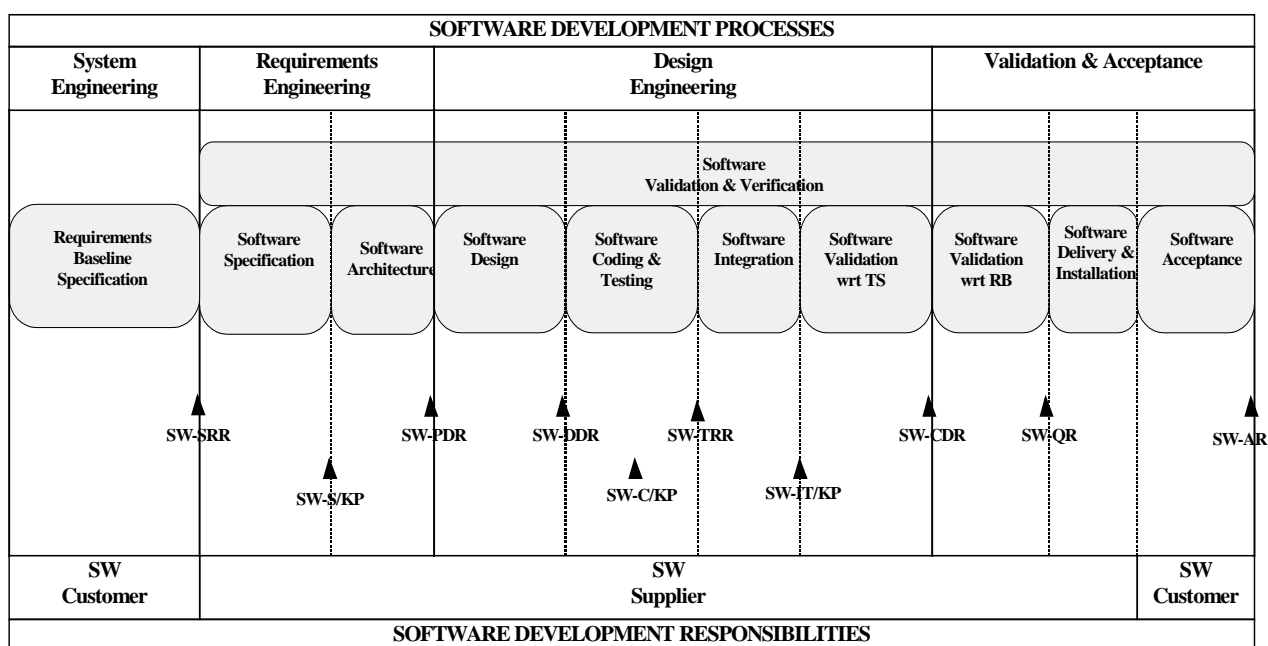 SOFTWARE DEVELOPMENT PROCESSES
System
Engineering
Requirements
Engineering
Design
Engineering
Validation & Acceptance
Software
Validation & Verification
Requirements
Baseline
Specification
Software
Specification
Software
Architecture
Software
Design
Software
Coding &
Testing
Software
Integration
Software
Validation
wrt TS
Software
Validation
wrt RB
Software
Delivery &
Installation
Software
Acceptance
SW-SRR
SW-PDR
SW-DDR
SW-TRR
SW-CDR
SW-QR
SW-AR
SW-S/KP
SW-C/KP
SW-IT/KP
SW
Customer
SW
Supplier
SW
Customer
SOFTWARE DEVELOPMENT RESPONSIBILITIES